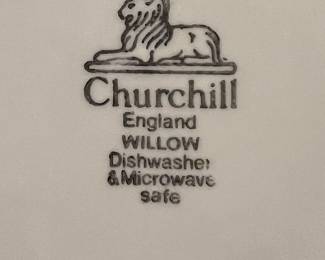 Churchill
England
WILLOW
Dishwasher
& Microwave
safe